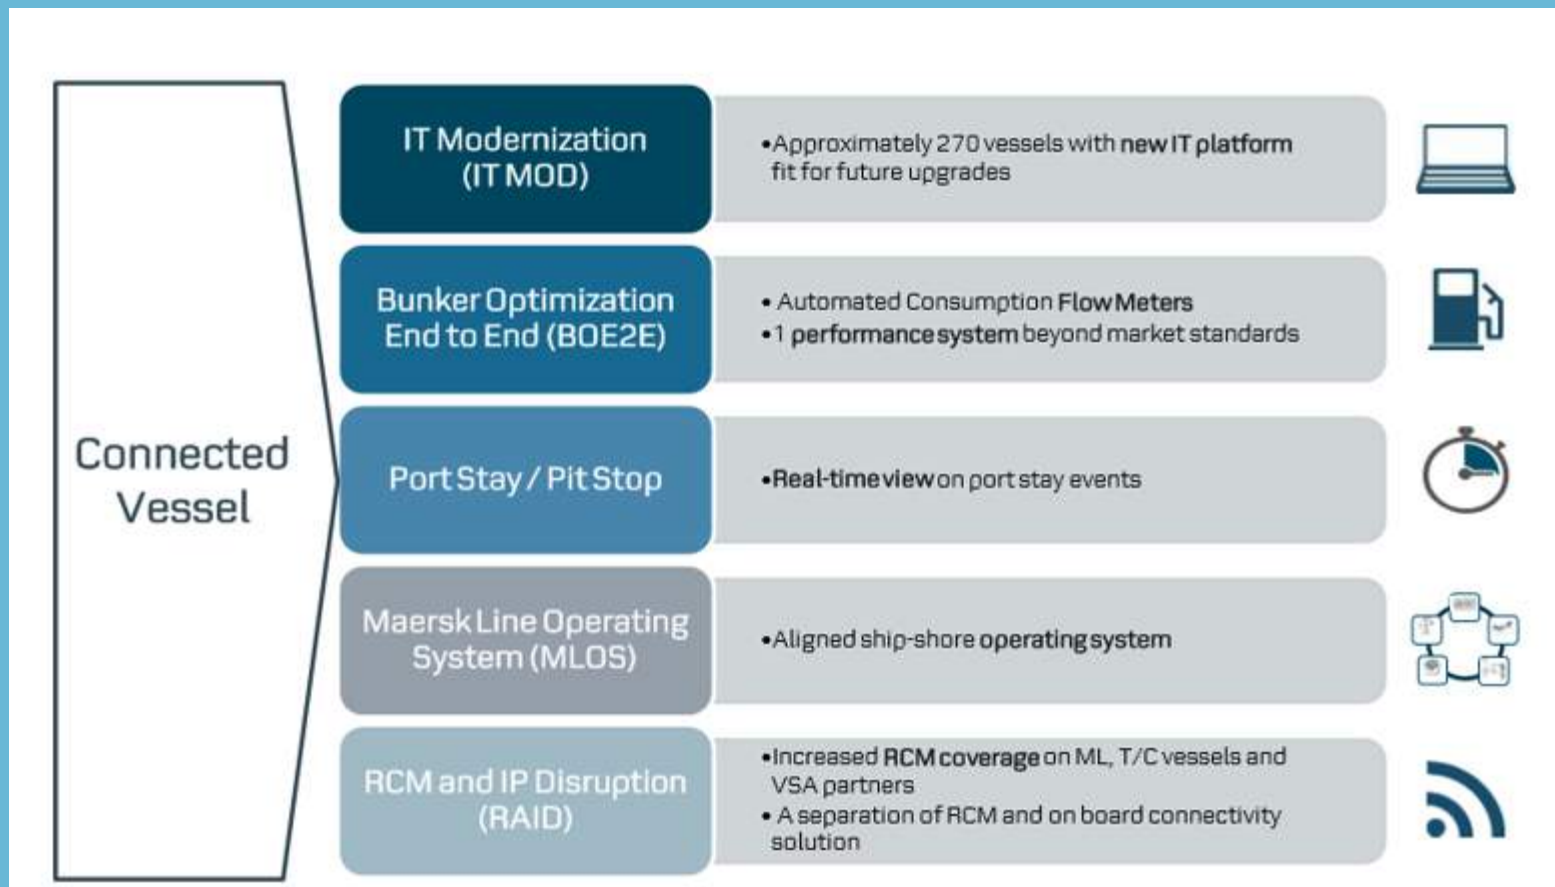 Connected
Vessel
IT Modernization
(IT MOD)
•Approximately 270 vessels with new IT platform
fit for future upgrades
Bunker Optimization
End to End (BOE2E)
• Automated Consumption Flow Meters
•1 performance system beyond market standards
Port Stay / Pit Stop
•Real-time view on port stay events
Maersk Line Operating
System (MLOS)
•Aligned ship-shore operating system
RCM and IP Disruption
(RAID)
•Increased RCM coverage on ML, T/C vessels and
VSA partners
• A separation of RCM and on board connectivity
solution